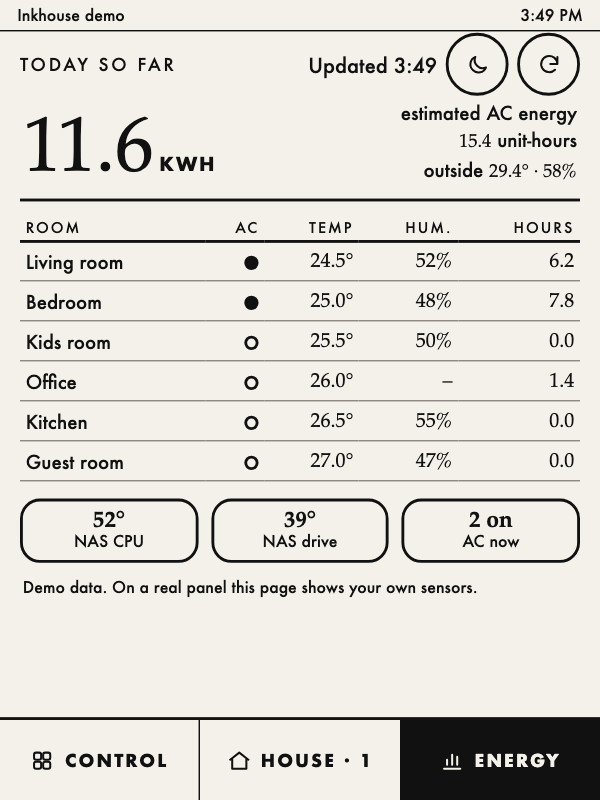 Inkhouse demo 3:49 PM
TODAY SO FAR Updated 3:49
11.6 KWH
estimated AC energy
15.4 unit-hours
outside 29.4° · 58%
ROOM AC TEMP HUM. HOURS
Living room 24.5° 52% 6.2
Bedroom 25.0° 48% 7.8
Kids room 25.5° 50% 0.0
Office 26.0° – 1.4
Kitchen 26.5° 55% 0.0
Guest room 27.0° 47% 0.0
52° 39° 2 on
NAS CPU NAS drive AC now
Demo data. On a real panel this page shows your own sensors.
CONTROL HOUSE · 1 ENERGY